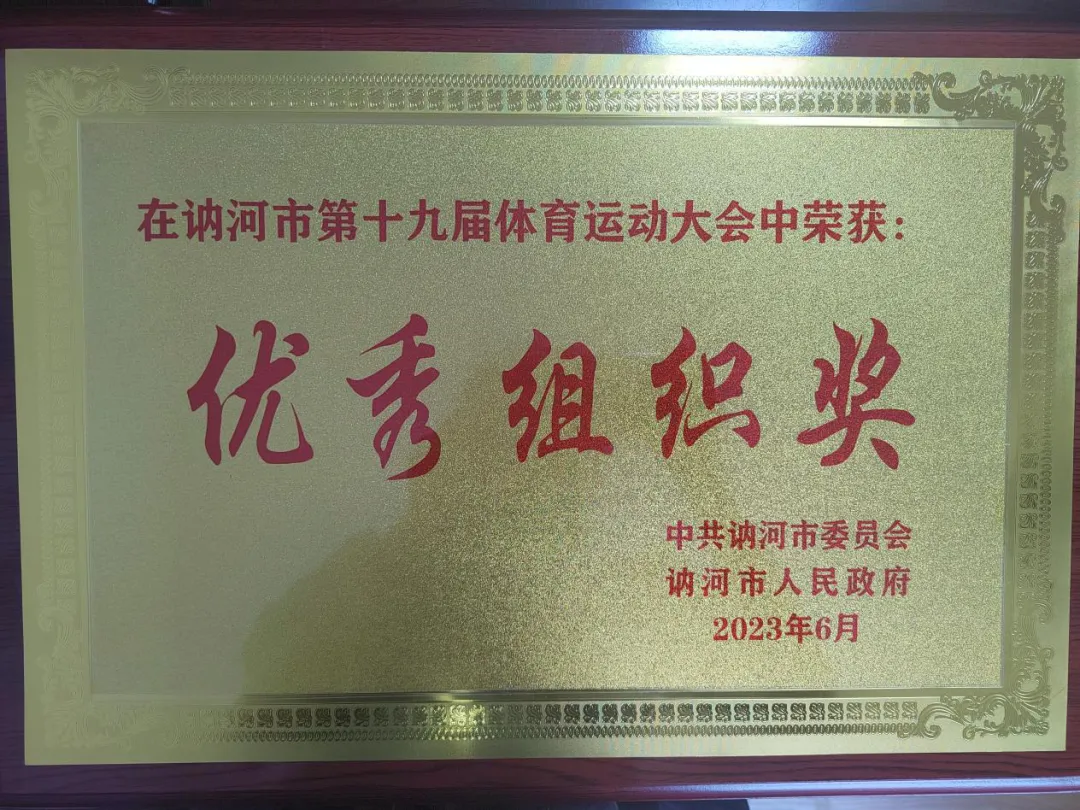 在讷河市第十九届体育运动大会中荣获：
优秀组织奖
中共讷河市委员会
讷河市人民政府
2023年6月